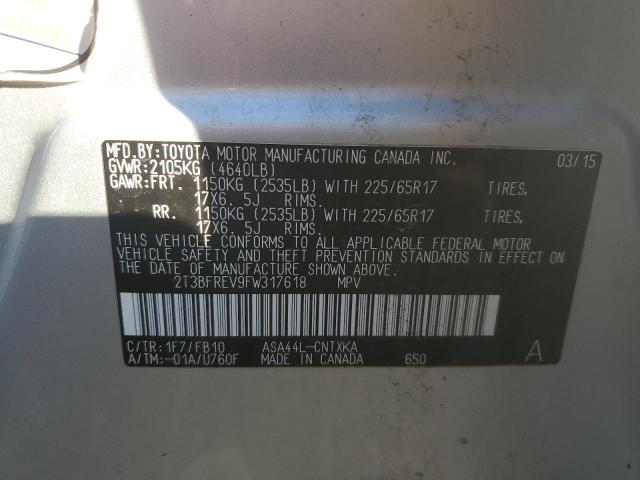 MFD.BY:TOYOTA MOTOR MANUFACTURING CANADA INC. 03/15
GVWR:2105KG (4640LB)
GAWR:FRT. 1150KG (2535LB) WITH 225/65R17 TIRES,
17X6. 5J RIMS.
RR. 1150KG (2535LB) WITH 225/65R17 TIRES,
17X6. 5J RIMS.
THIS VEHICLE CONFORMS TO ALL APPLICABLE FEDERAL MOTOR
VEHICLE SAFETY AND THEFT PREVENTION STANDARDS IN EFFECT ON
THE DATE OF MANUFACTURE SHOWN ABOVE.
2T3BFREV9FW317618 MPV
C/TR:1F7/FB10 ASA44L-CNTXKA A
A/TM:-01A/U760F MADE IN CANADA 650